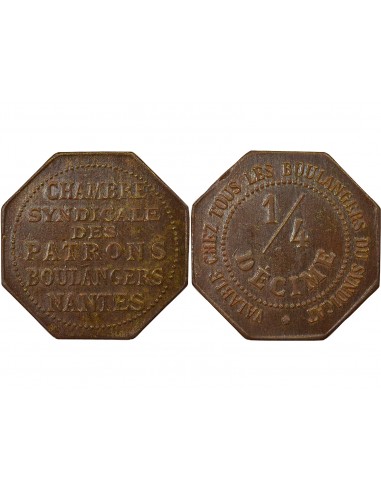 CHAMBRE
SYNDICALE
DES
PATRONS
BOULANGERS
NANTES
VALABLE CHEZ TOUS LES BOULANGERS DU SYNDICAT
1/4
DÉCIME